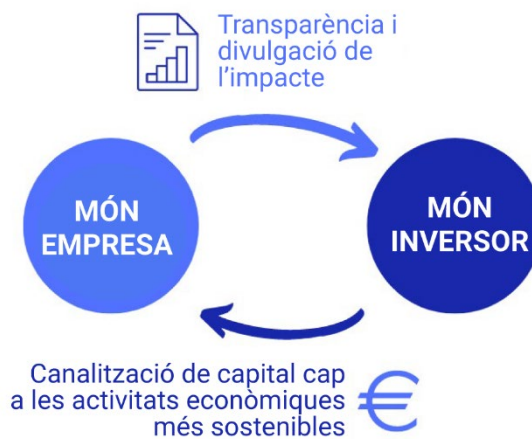 Transparència i
divulgació de
l'impacte
MÓN
EMPRESA
MÓN
INVERSOR
Canalització de capital cap
a les activitats econòmiques
més sostenibles
€